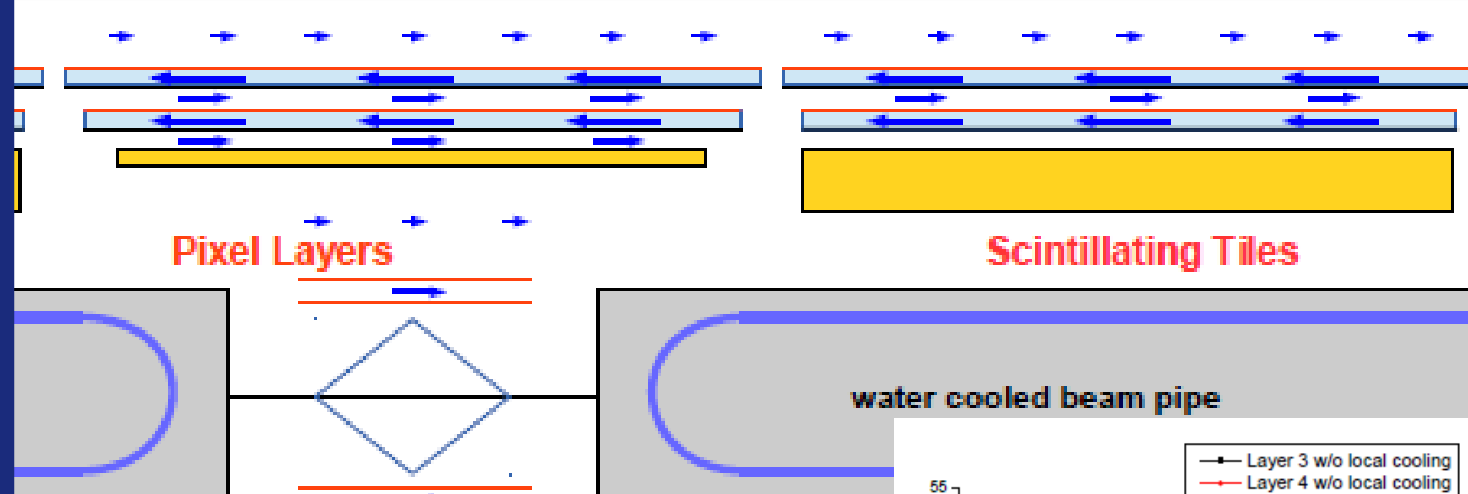 Pixel Layers
Scintillating Tiles
water cooled beam pipe
Layer 3 w/o local cooling
Layer 4 w/o local cooling
55